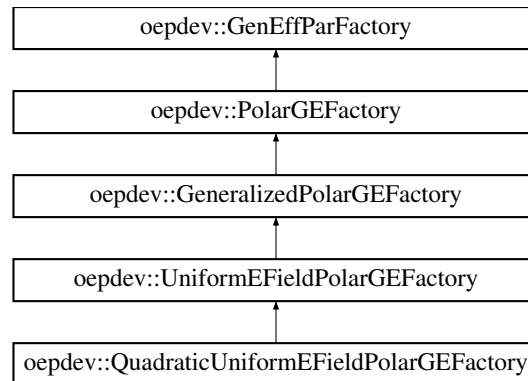 oepdev::GenEffParFactory
oepdev::PolarGEFactory
oepdev::GeneralizedPolarGEFactory
oepdev::UniformEFieldPolarGEFactory
oepdev::QuadraticUniformEFieldPolarGEFactory